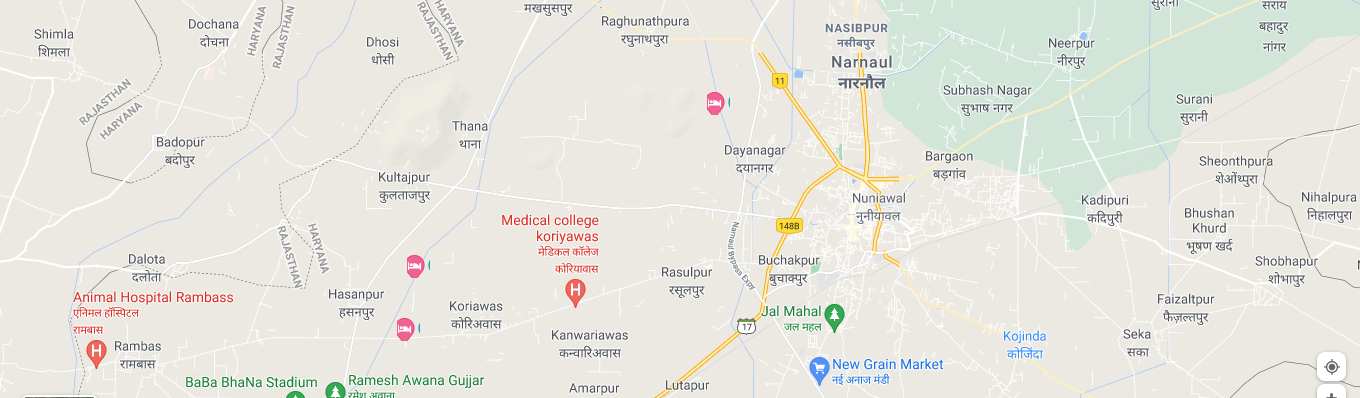 मखसुसपुर
सुराना
सराय
बहादुर
नांगर
Raghunathpura
रघुनाथपुरा
Dochana
दोचना
HARYANA
RAJASTHAN
RAJASTHAN
HARYANA
Shimla
शिमला
Dhosi
धोसी
NASIBPUR
नसीबपुर
Narnaul
नारनौल
Neerpur
नीरपुर
RAJASTHAN
HARYANA
11
Subhash Nagar
सुभाष नगर
Surani
सुरानी
Thana
थाना
Badopur
बदोपुर
Dayanagar
दयानगर
Bargaon
बड़गांव
Sheonthpura
शेओंथ्पुरा
Kultajpur
कुलताजपुर
Nuniawal
नुनीयावल
Kadipuri
कदिपुरी
Nihalpura
निहालपुरा
Bhushan
Khurd
भूषण खर्द
Medical college
koriyawas
मेडिकल कॉलेज
कोरियावास
148B
HARYANA
RAJASTHAN
Narnaul Bypass Expy
Dalota
दलोता
Buchakpur
बुचाक्पुर
Shobhapur
शोभापुर
Rasulpur
रसूलपुर
Animal Hospital Rambass
एनिमल हॉस्पिटल
रामबास
H
Hasanpur
हसनपुर
H
Koriawas
कोरिअवास
Faizaltpur
फैज़ल्तपुर
Jal Mahal
जल महल
17
Kanwariawas
कन्वारिअवास
Kojinda
कोजिंदा
Seka
सका
Rambas
रामबास
New Grain Market
नई अनाज मंडी
BaBa BhaNa Stadium
Ramesh Awana Gujjar
रमेश अवाना
Amarpur
Lutapur